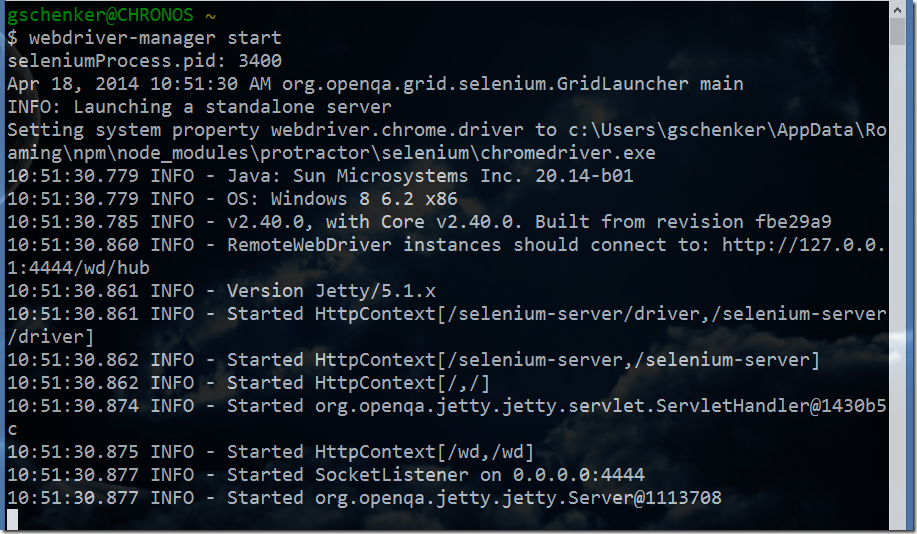 gschenker@CHRONOS ~
$ webdriver-manager start
seleniumProcess.pid: 3400
Apr 18, 2014 10:51:30 AM org.openqa.grid.selenium.GridLauncher main
INFO: Launching a standalone server
Setting system property webdriver.chrome.driver to c:\Users\gschenker\AppData\Ro
aming\npm\node_modules\protractor\selenium\chromedriver.exe
10:51:30.779 INFO - Java: Sun Microsystems Inc. 20.14-b01
10:51:30.779 INFO - OS: Windows 8 6.2 x86
10:51:30.785 INFO - v2.40.0, with Core v2.40.0. Built from revision fbe29a9
10:51:30.860 INFO - RemoteWebDriver instances should connect to: http://127.0.0.
1:4444/wd/hub
10:51:30.861 INFO - Version Jetty/5.1.x
10:51:30.861 INFO - Started HttpContext[/selenium-server/driver,/selenium-server
/driver]
10:51:30.862 INFO - Started HttpContext[/selenium-server,/selenium-server]
10:51:30.862 INFO - Started HttpContext[/,/]
10:51:30.874 INFO - Started org.openqa.jetty.jetty.servlet.ServletHandler@1430b5
c
10:51:30.875 INFO - Started HttpContext[/wd,/wd]
10:51:30.877 INFO - Started SocketListener on 0.0.0.0:4444
10:51:30.877 INFO - Started org.openqa.jetty.jetty.Server@1113708